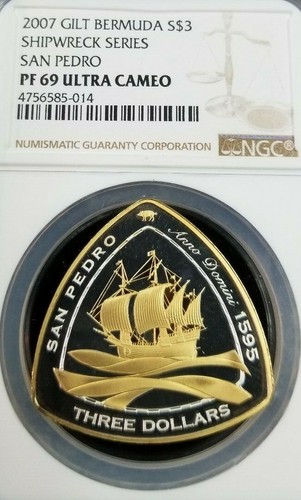 2007 GILT BERMUDA S$3
SHIPWRECK SERIES
SAN PEDRO
PF 69 ULTRA CAMEO
4756585-014
NUMISMATIC GUARANTY CORPORATION
NGC®
SAN PEDRO
Anno Domini 1595
THREE DOLLARS